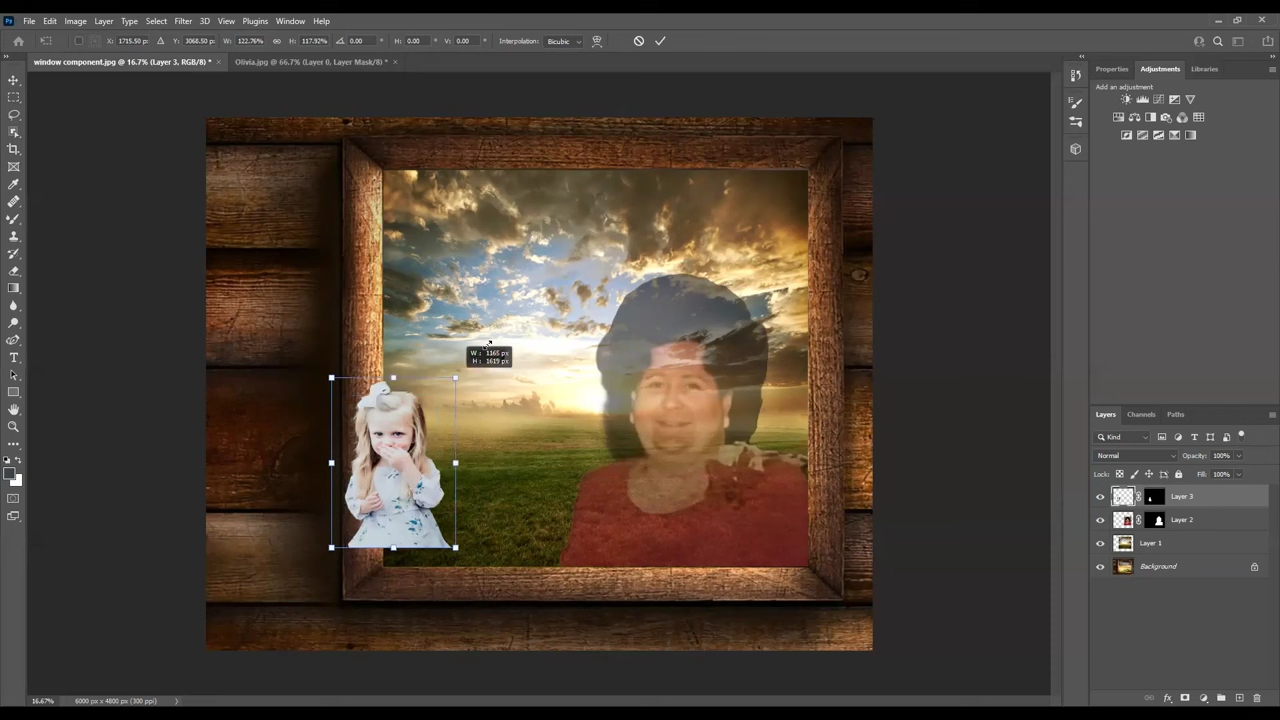 Ps File Edit Image Layer Type Select Filter 3D View Plugins Window Help
X: 1715.50 px Y: 3068.50 px W: 122.76% H: 117.92% 0.00 ° H: 0.00 ° V: 0.00 ° Interpolation: Bicubic
window component.jpg @ 16.7% (Layer 3, RGB/8) * × Olivia.jpg @ 66.7% (Layer 0, Layer Mask/8) * ×
Properties Adjustments Libraries
Add an adjustment
W: 1165 px
H: 1619 px
Layers Channels Paths
Kind
Normal Opacity: 100%
Lock: Fill: 100%
Layer 3
Layer 2
Layer 1
Background
fx
16.67% 6000 px x 4800 px (300 ppi)